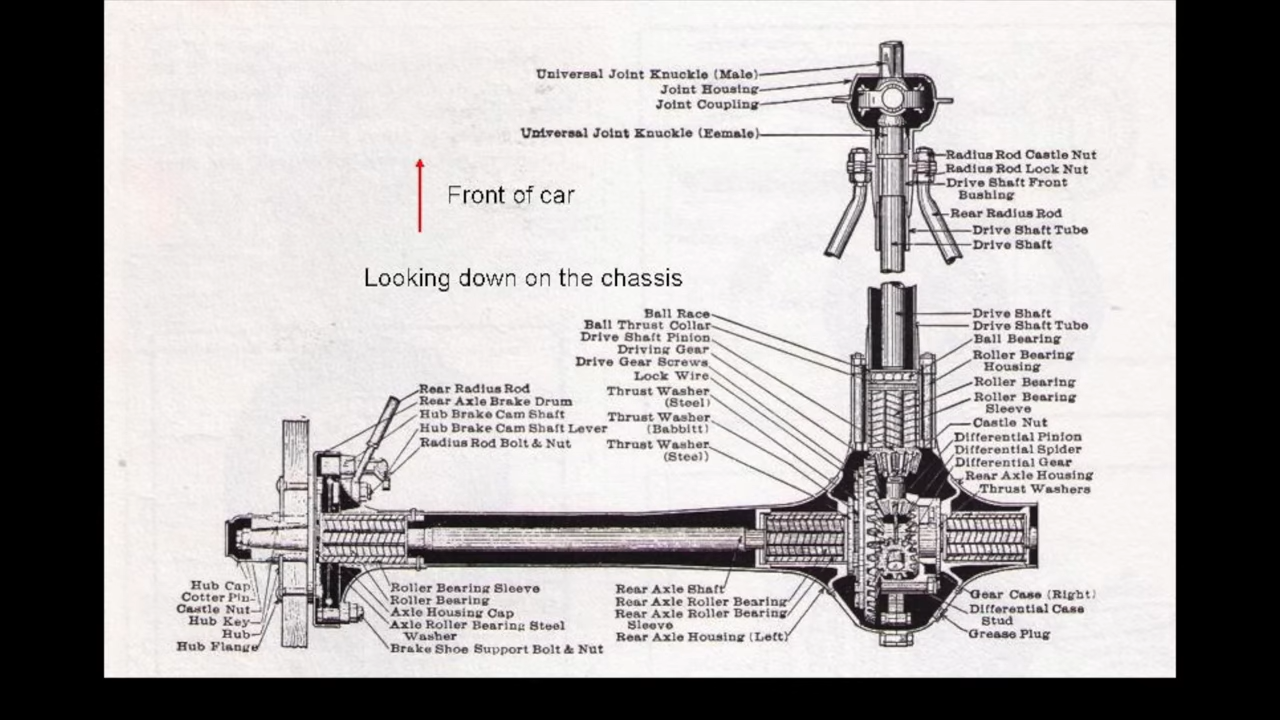 Universal Joint Knuckle (Male)
Joint Housing
Joint Coupling
Universal Joint Knuckle (Eemale)
Radius Rod Castle Nut
Radius Rod Lock Nut
Drive Shaft Front
Bushing
Rear Radius Rod
Drive Shaft Tube
Drive Shaft
Front of car
Looking down on the chassis
Ball Race
Ball Thrust Collar
Drive Shaft Pinion
Driving Gear
Drive Gear Screws
Lock Wire
Thrust Washer
(Steel)
Thrust Washer
(Babbitt)
Thrust Washer
(Steel)
Drive Shaft
Drive Shaft Tube
Ball Bearing
Roller Bearing
Housing
Roller Bearing
Roller Bearing
Sleeve
Castle Nut
Differential Pinion
Differential Spider
Differential Gear
Rear Axle Housing
Thrust Washers
Rear Radius Rod
Rear Axle Brake Drum
Hub Brake Cam Shaft
Hub Brake Cam Shaft Lever
Radius Rod Bolt & Nut
Hub Cap
Cotter Pin
Castle Nut
Hub Key
Hub
Hub Flange
Roller Bearing Sleeve
Roller Bearing
Axle Housing Cap
Axle Roller Bearing Steel
Washer
Brake Shoe Support Bolt & Nut
Rear Axle Shaft
Rear Axle Roller Bearing
Rear Axle Roller Bearing
Sleeve
Rear Axle Housing (Left)
Gear Case (Right)
Differential Case
Stud
Grease Plug